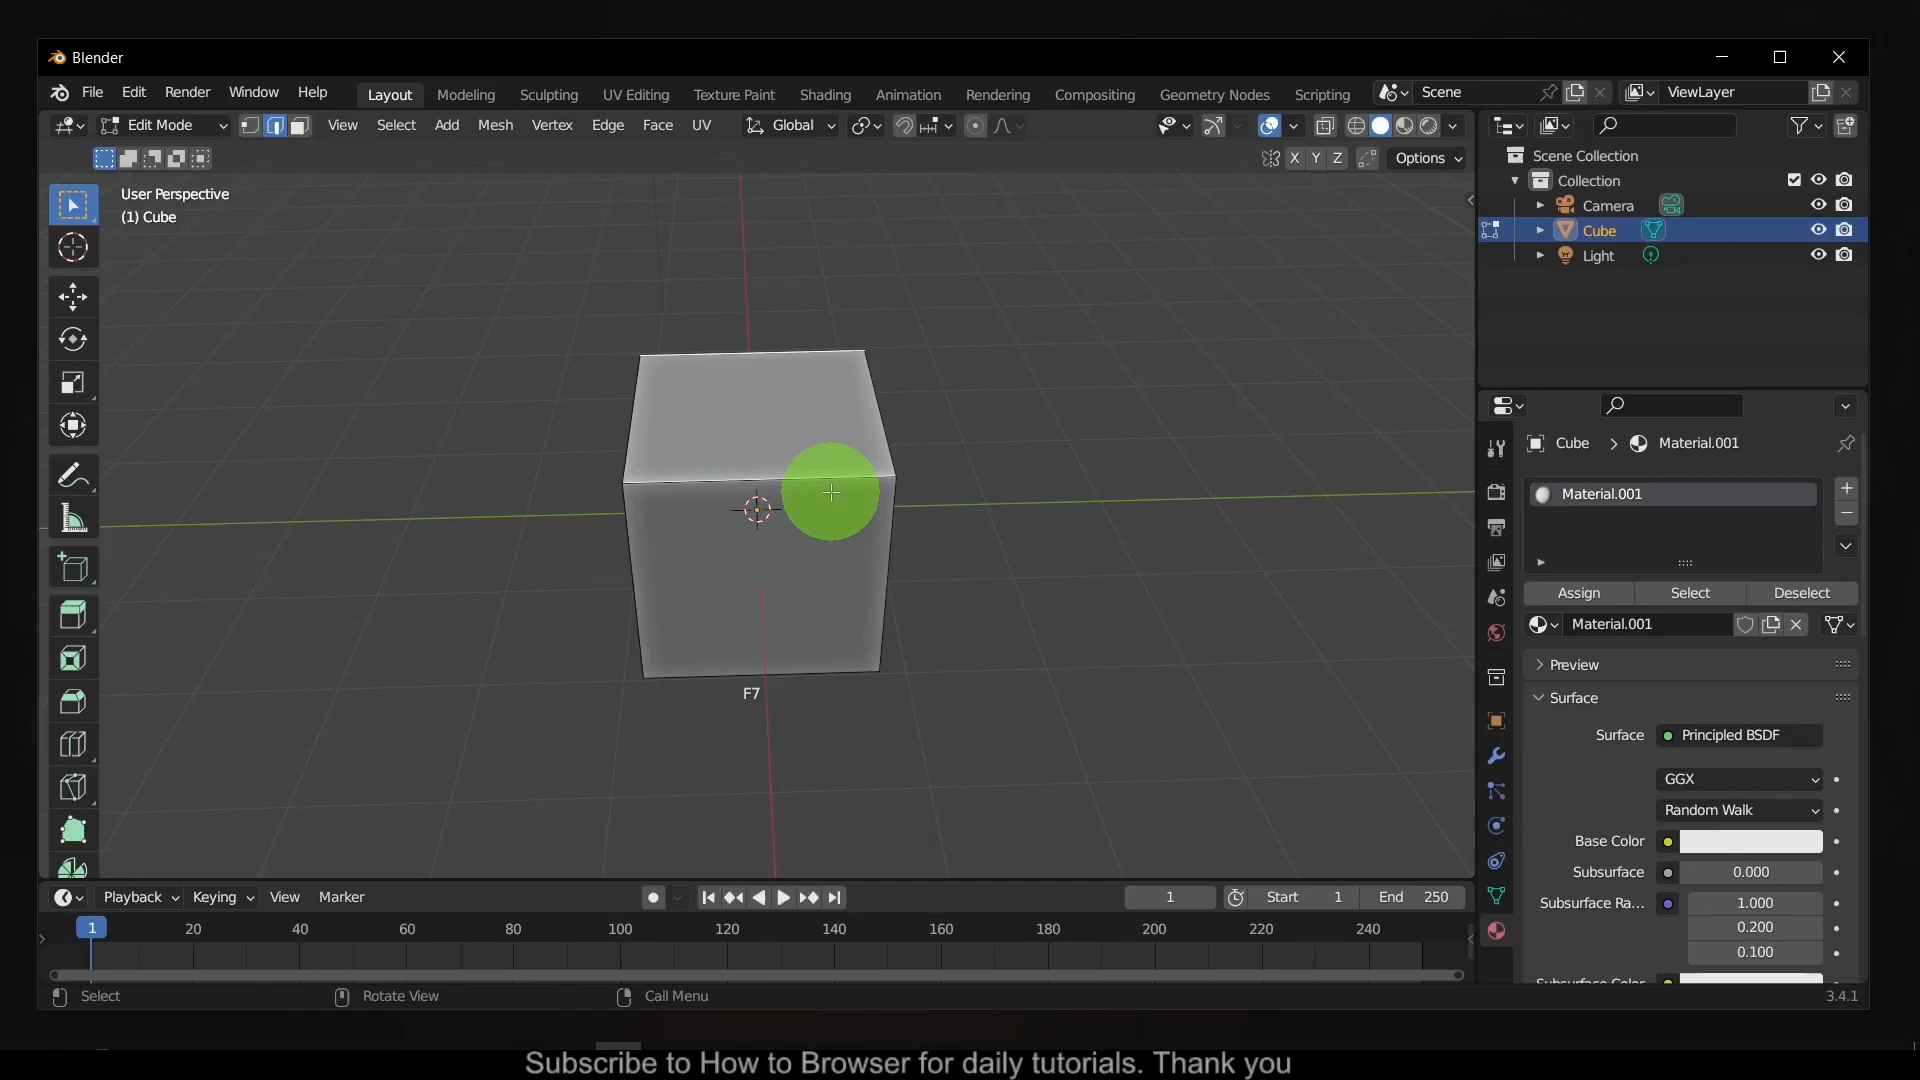 Blender
File Edit Render Window Help Layout Modeling Sculpting UV Editing Texture Paint Shading Animation Rendering Compositing Geometry Nodes Scripting Scene ViewLayer
Edit Mode View Select Add Mesh Vertex Edge Face UV Global
X Y Z Options
User Perspective
(1) Cube
F7
Scene Collection
Collection
Camera
Cube
Light
Cube > Material.001
Material.001
Assign Select Deselect
Material.001
Preview
Surface
Surface Principled BSDF
GGX
Random Walk
Base Color
Subsurface 0.000
Subsurface Ra... 1.000
0.200
0.100
Subsurface Color
Playback Keying View Marker 1 Start 1 End 250
1 20 40 60 80 100 120 140 160 180 200 220 240
Select Rotate View Call Menu 3.4.1
Subscribe to How to Browser for daily tutorials. Thank you